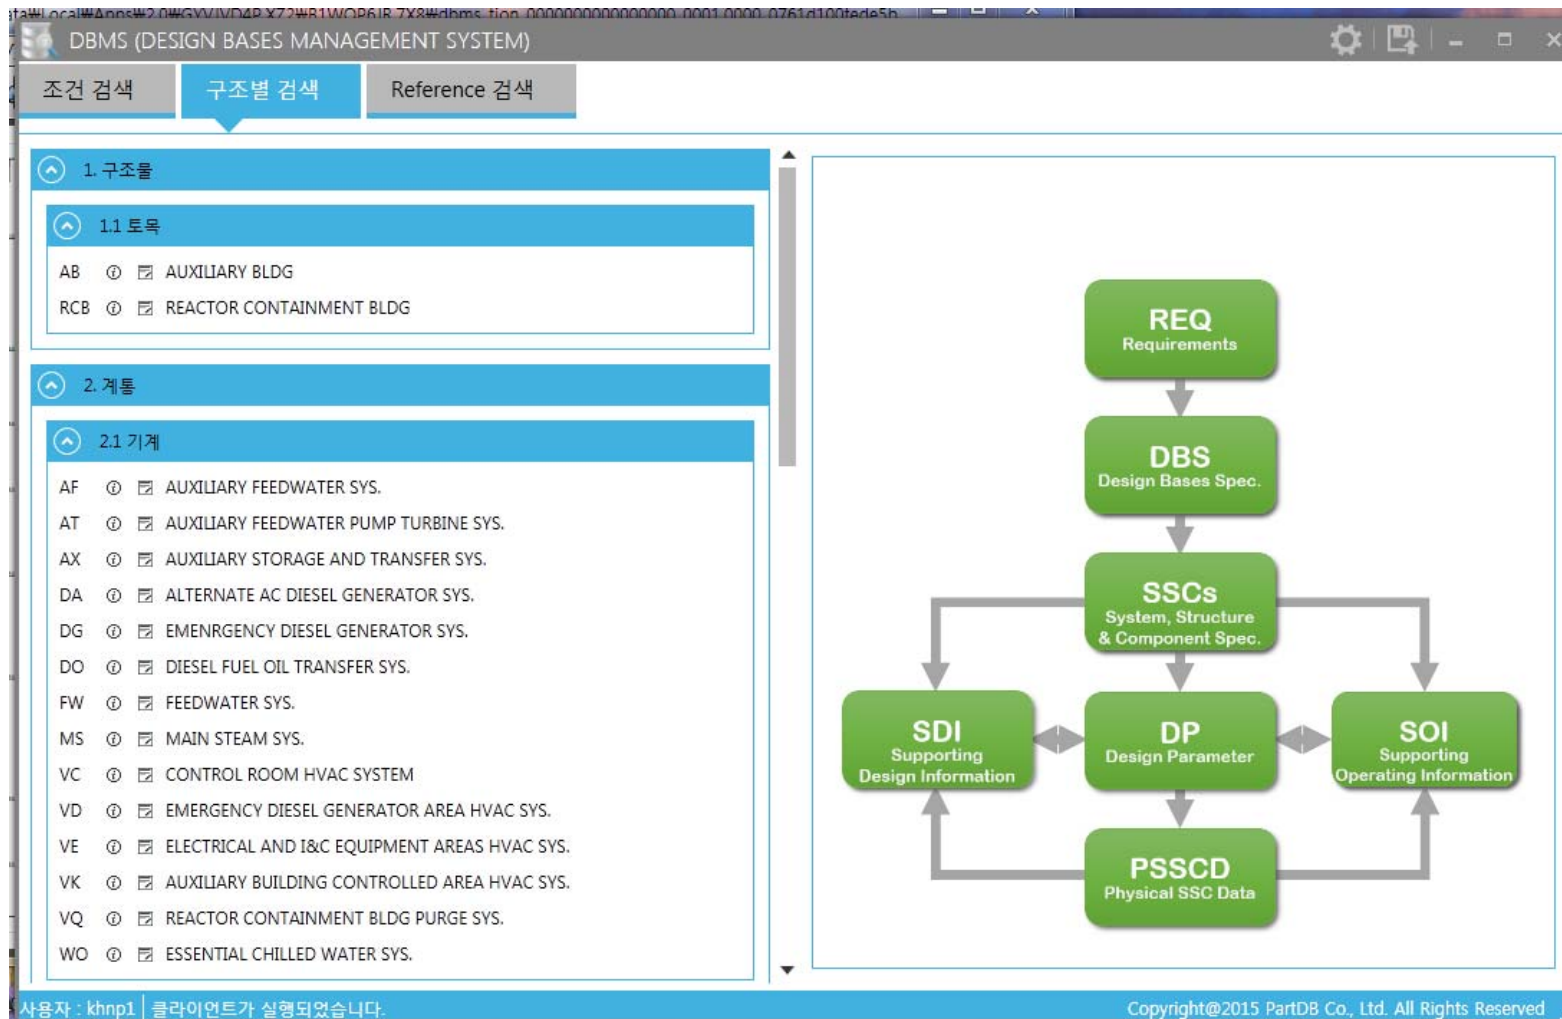 DBMS (DESIGN BASES MANAGEMENT SYSTEM)
조건 검색
구조별 검색
Reference 검색
1. 구조물
1.1 토목
AB AUXILIARY BLDG
RCB REACTOR CONTAINMENT BLDG
2. 계통
2.1 기계
AF AUXILIARY FEEDWATER SYS.
AT AUXILIARY FEEDWATER PUMP TURBINE SYS.
AX AUXILIARY STORAGE AND TRANSFER SYS.
DA ALTERNATE AC DIESEL GENERATOR SYS.
DG EMENRGENCY DIESEL GENERATOR SYS.
DO DIESEL FUEL OIL TRANSFER SYS.
FW FEEDWATER SYS.
MS MAIN STEAM SYS.
VC CONTROL ROOM HVAC SYSTEM
VD EMERGENCY DIESEL GENERATOR AREA HVAC SYS.
VE ELECTRICAL AND I&C EQUIPMENT AREAS HVAC SYS.
VK AUXILIARY BUILDING CONTROLLED AREA HVAC SYS.
VQ REACTOR CONTAINMENT BLDG PURGE SYS.
WO ESSENTIAL CHILLED WATER SYS.
REQ
Requirements
DBS
Design Bases Spec.
SSCs
System, Structure
& Component Spec.
SDI
Supporting
Design Information
DP
Design Parameter
SOI
Supporting
Operating Information
PSSCD
Physical SSC Data
사용자 : khnp1 클라이언트가 실행되었습니다.
Copyright@2015 PartDB Co., Ltd. All Rights Reserved